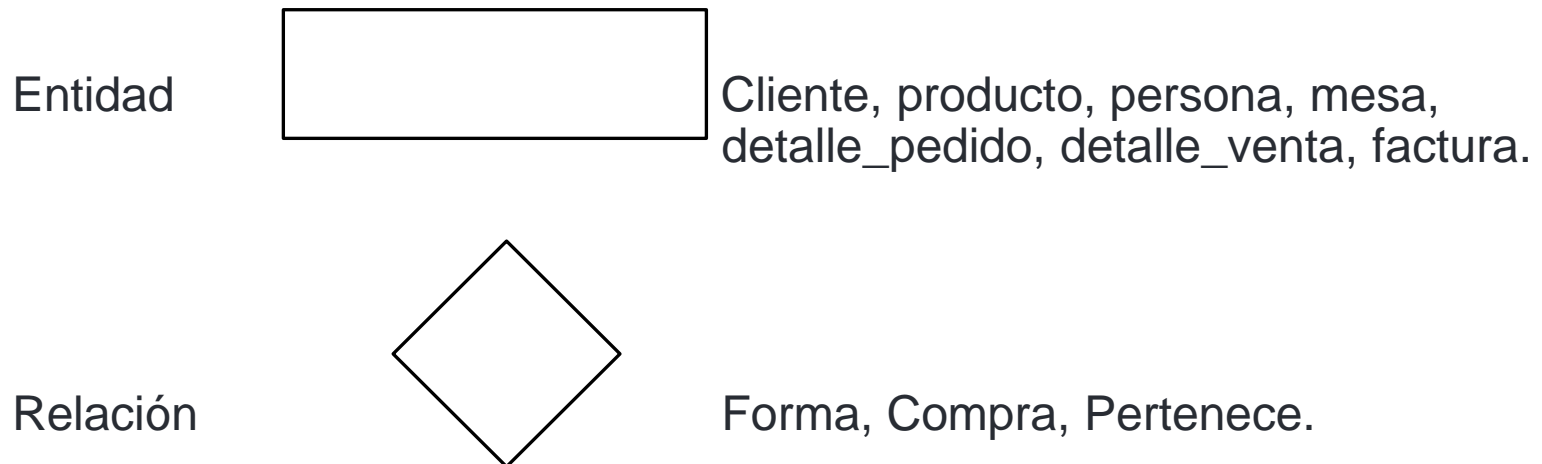 Entidad
Cliente, producto, persona, mesa,
detalle_pedido, detalle_venta, factura.
Relación
Forma, Compra, Pertenece.